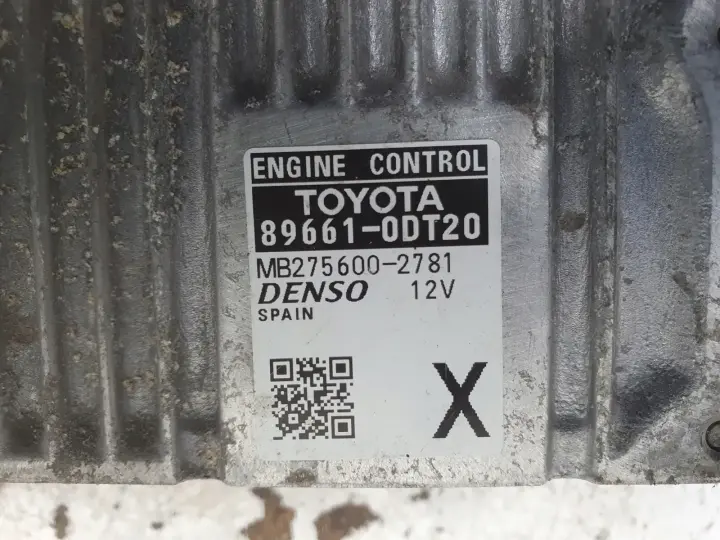 ENGINE CONTROL
TOYOTA
89661-0DT20
MB275600-2781
DENSO 12V
SPAIN
X